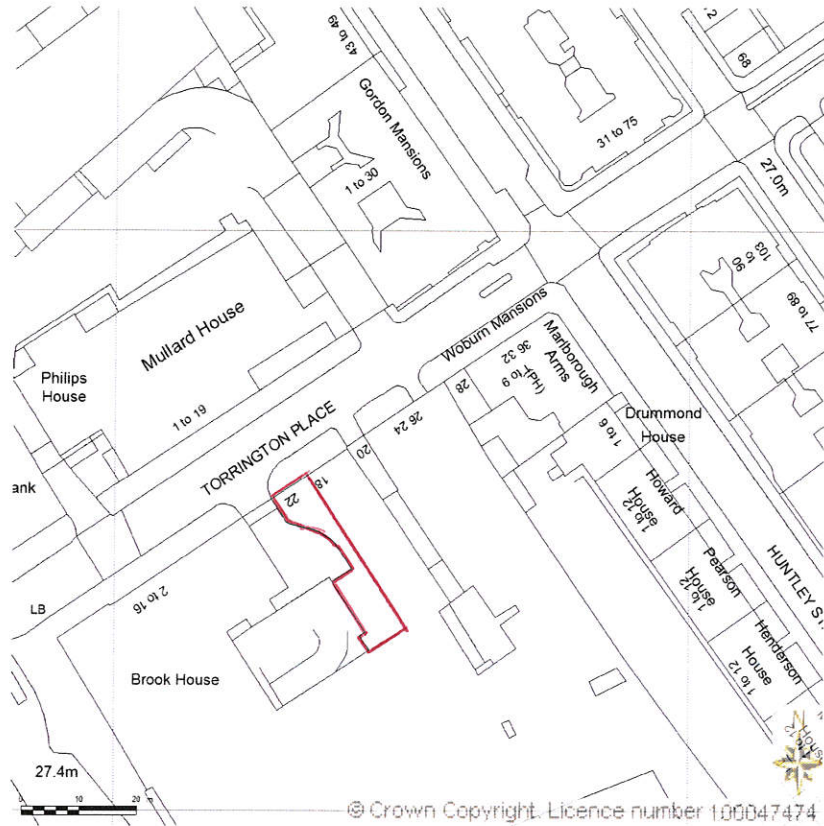 43 to 49
Gordon Mansions
1 to 30
31 to 75
68
27.0m
90
to
103
77 to 89
Mullard House
Philips
House
1 to 19
ank
TORRINGTON PLACE
Woburn Mansions
Marlborough
Arms
(PH)
36 32
1 to 9
28
26 24
20
18
22
Drummond
House
1 to 6
Howard
House
1 to 12
Pearson
House
1 to 12
Henderson
House
1 to 12
HUNTLEY ST
LB
2 to 16
Brook House
27.4m
0 10 20
© Crown Copyright. Licence number 100047474